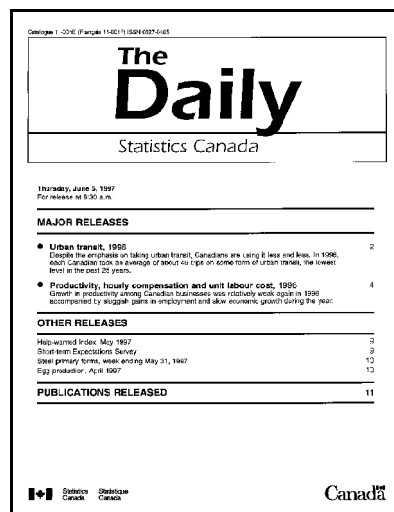 Catalogue 11-001E (Français 11-001F) ISSN 0827-0465
The
Daily
Statistics Canada
Thursday, June 5, 1997
For release at 8:30 a.m.
MAJOR RELEASES
● Urban transit, 1996 2
Despite the emphasis on taking urban transit, Canadians are using it less and less. In 1996,
each Canadian took an average of about 48 trips on some form of urban transit, the lowest
level in the past 25 years.
● Productivity, hourly compensation and unit labour cost, 1996 4
Growth in productivity among Canadian businesses was relatively weak again in 1996
accompanied by sluggish gains in employment and slow economic growth during the year.
OTHER RELEASES
Help-wanted Index, May 1997 9
Short-term Expectations Survey 9
Steel primary forms, week ending May 31, 1997 10
Egg production, April 1997 10
PUBLICATIONS RELEASED 11
Statistics Statistique
Canada Canada
Canada